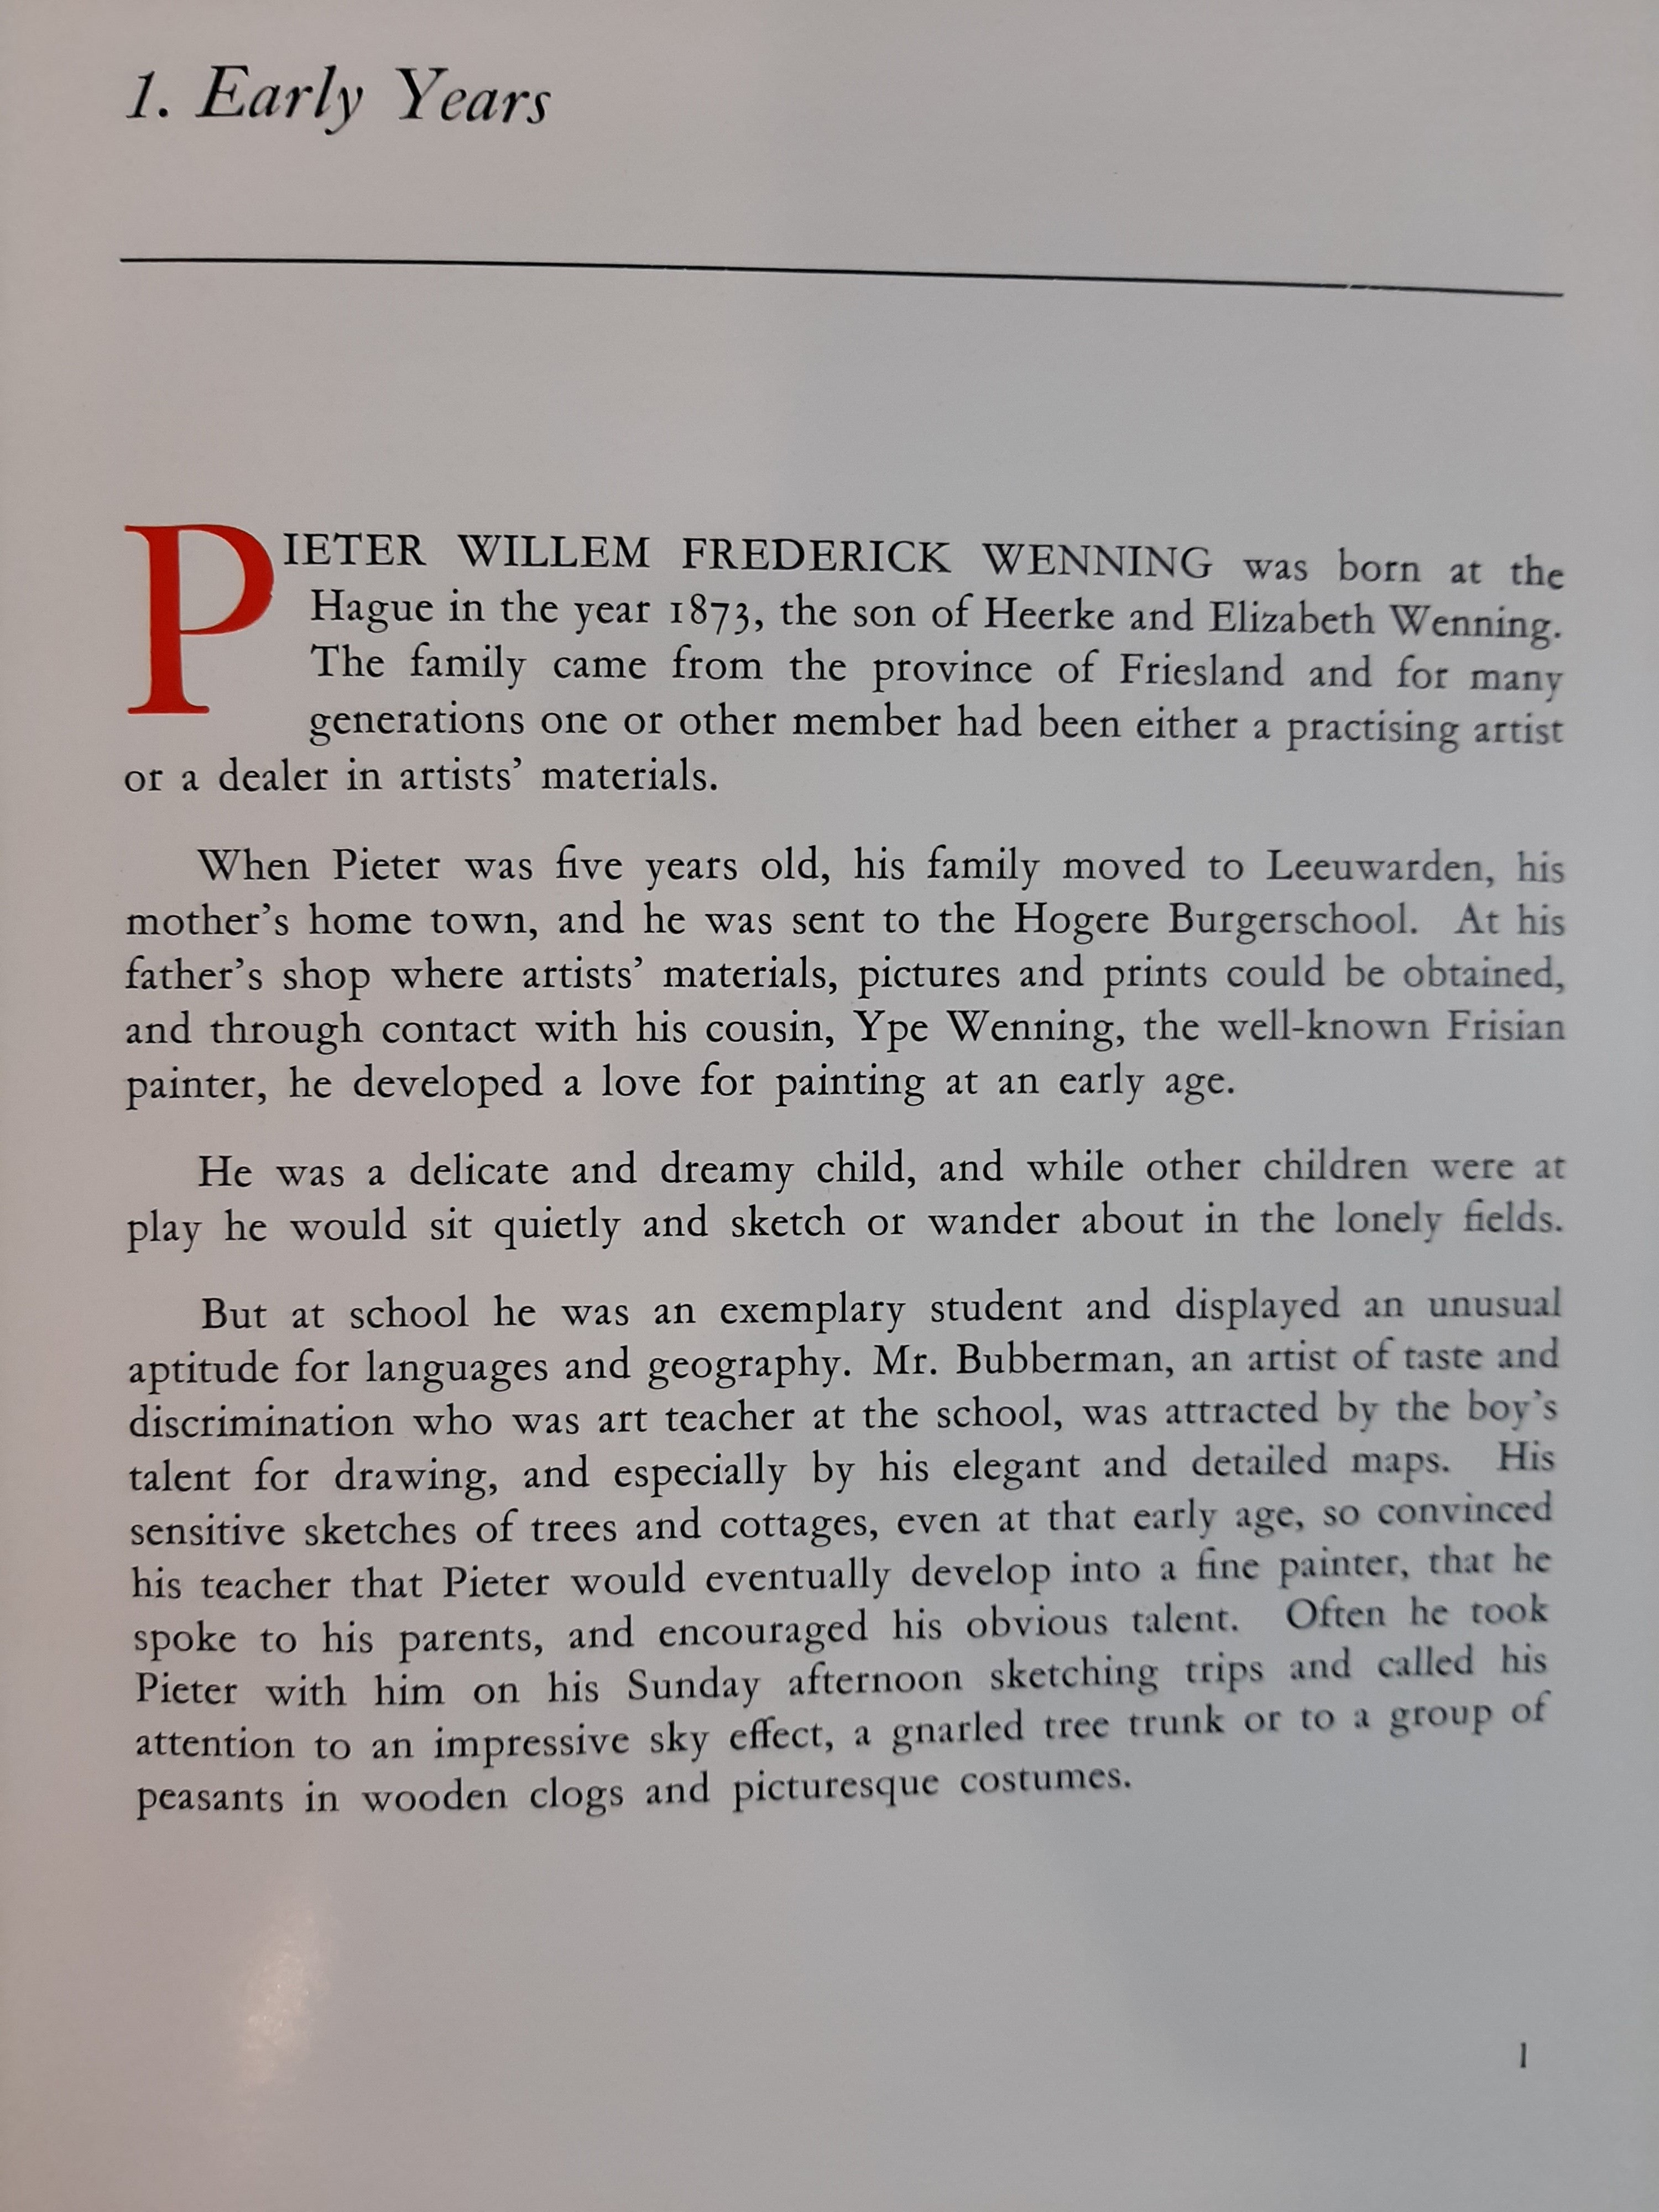 1. Early Years
PIETER WILLEM FREDERICK WENNING was born at the
Hague in the year 1873, the son of Heerke and Elizabeth Wenning.
The family came from the province of Friesland and for many
generations one or other member had been either a practising artist
or a dealer in artists’ materials.
When Pieter was five years old, his family moved to Leeuwarden, his
mother’s home town, and he was sent to the Hogere Burgerschool. At his
father’s shop where artists’ materials, pictures and prints could be obtained,
and through contact with his cousin, Ype Wenning, the well-known Frisian
painter, he developed a love for painting at an early age.
He was a delicate and dreamy child, and while other children were at
play he would sit quietly and sketch or wander about in the lonely fields.
But at school he was an exemplary student and displayed an unusual
aptitude for languages and geography. Mr. Bubberman, an artist of taste and
discrimination who was art teacher at the school, was attracted by the boy’s
talent for drawing, and especially by his elegant and detailed maps. His
sensitive sketches of trees and cottages, even at that early age, so convinced
his teacher that Pieter would eventually develop into a fine painter, that he
spoke to his parents, and encouraged his obvious talent. Often he took
Pieter with him on his Sunday afternoon sketching trips and called his
attention to an impressive sky effect, a gnarled tree trunk or to a group of
peasants in wooden clogs and picturesque costumes.
1